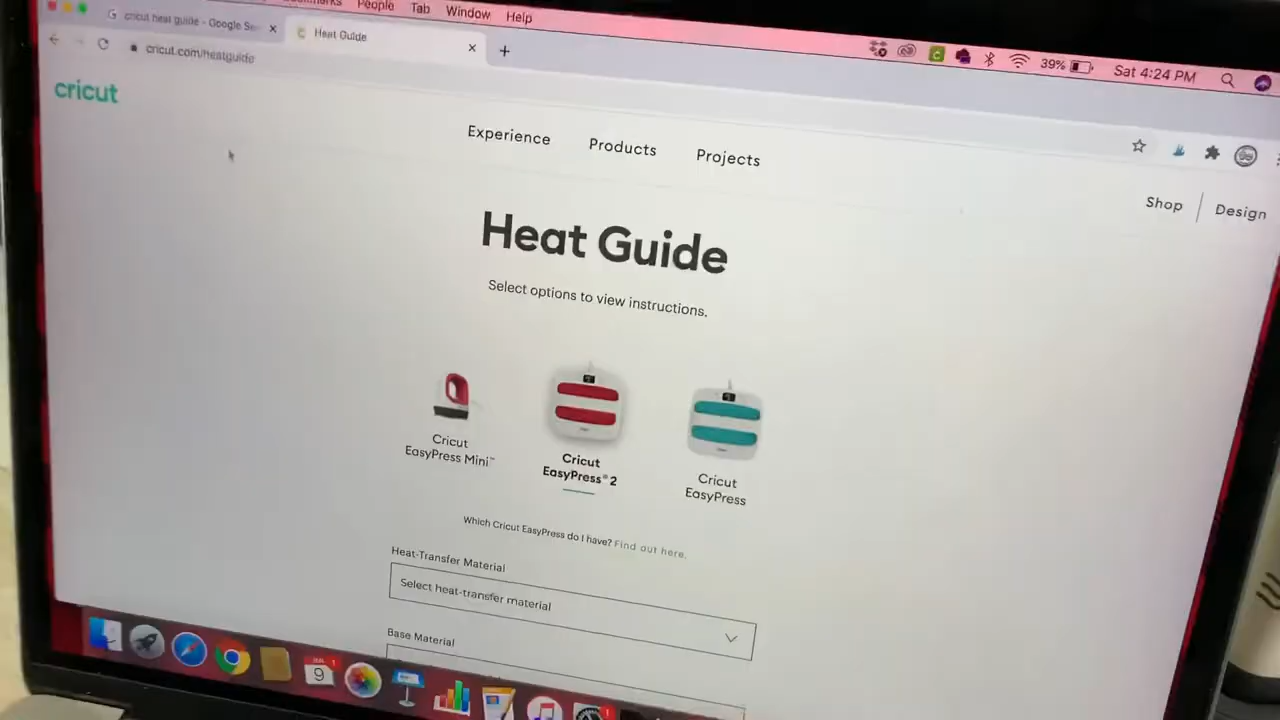 People Tab Window Help
39% Sat 4:24 PM
cricut heat guide - Google
Heat Guide
cricut.com/heatguide
cricut
Experience Products Projects
Shop Design
Heat Guide
Select options to view instructions.
Cricut
EasyPress Mini™
Cricut
EasyPress® 2
Cricut
EasyPress
Which Cricut EasyPress do I have? Find out here.
Heat-Transfer Material
Select heat-transfer material
Base Material
9